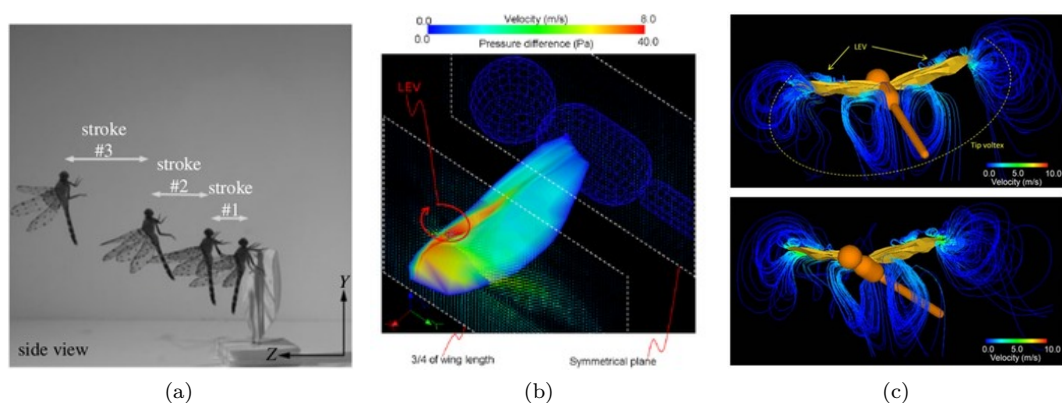 stroke
#3
stroke
#2
stroke
#1
side view
Y
Z
(a)
0.0 Velocity (m/s) 8.0
0.0 Pressure difference (Pa) 40.0
LEV
3/4 of wing length
Symmetrical plane
(b)
LEV
Tip voltex
0.0 5.0 10.0
Velocity (m/s)
0.0 5.0 10.0
Velocity (m/s)
(c)